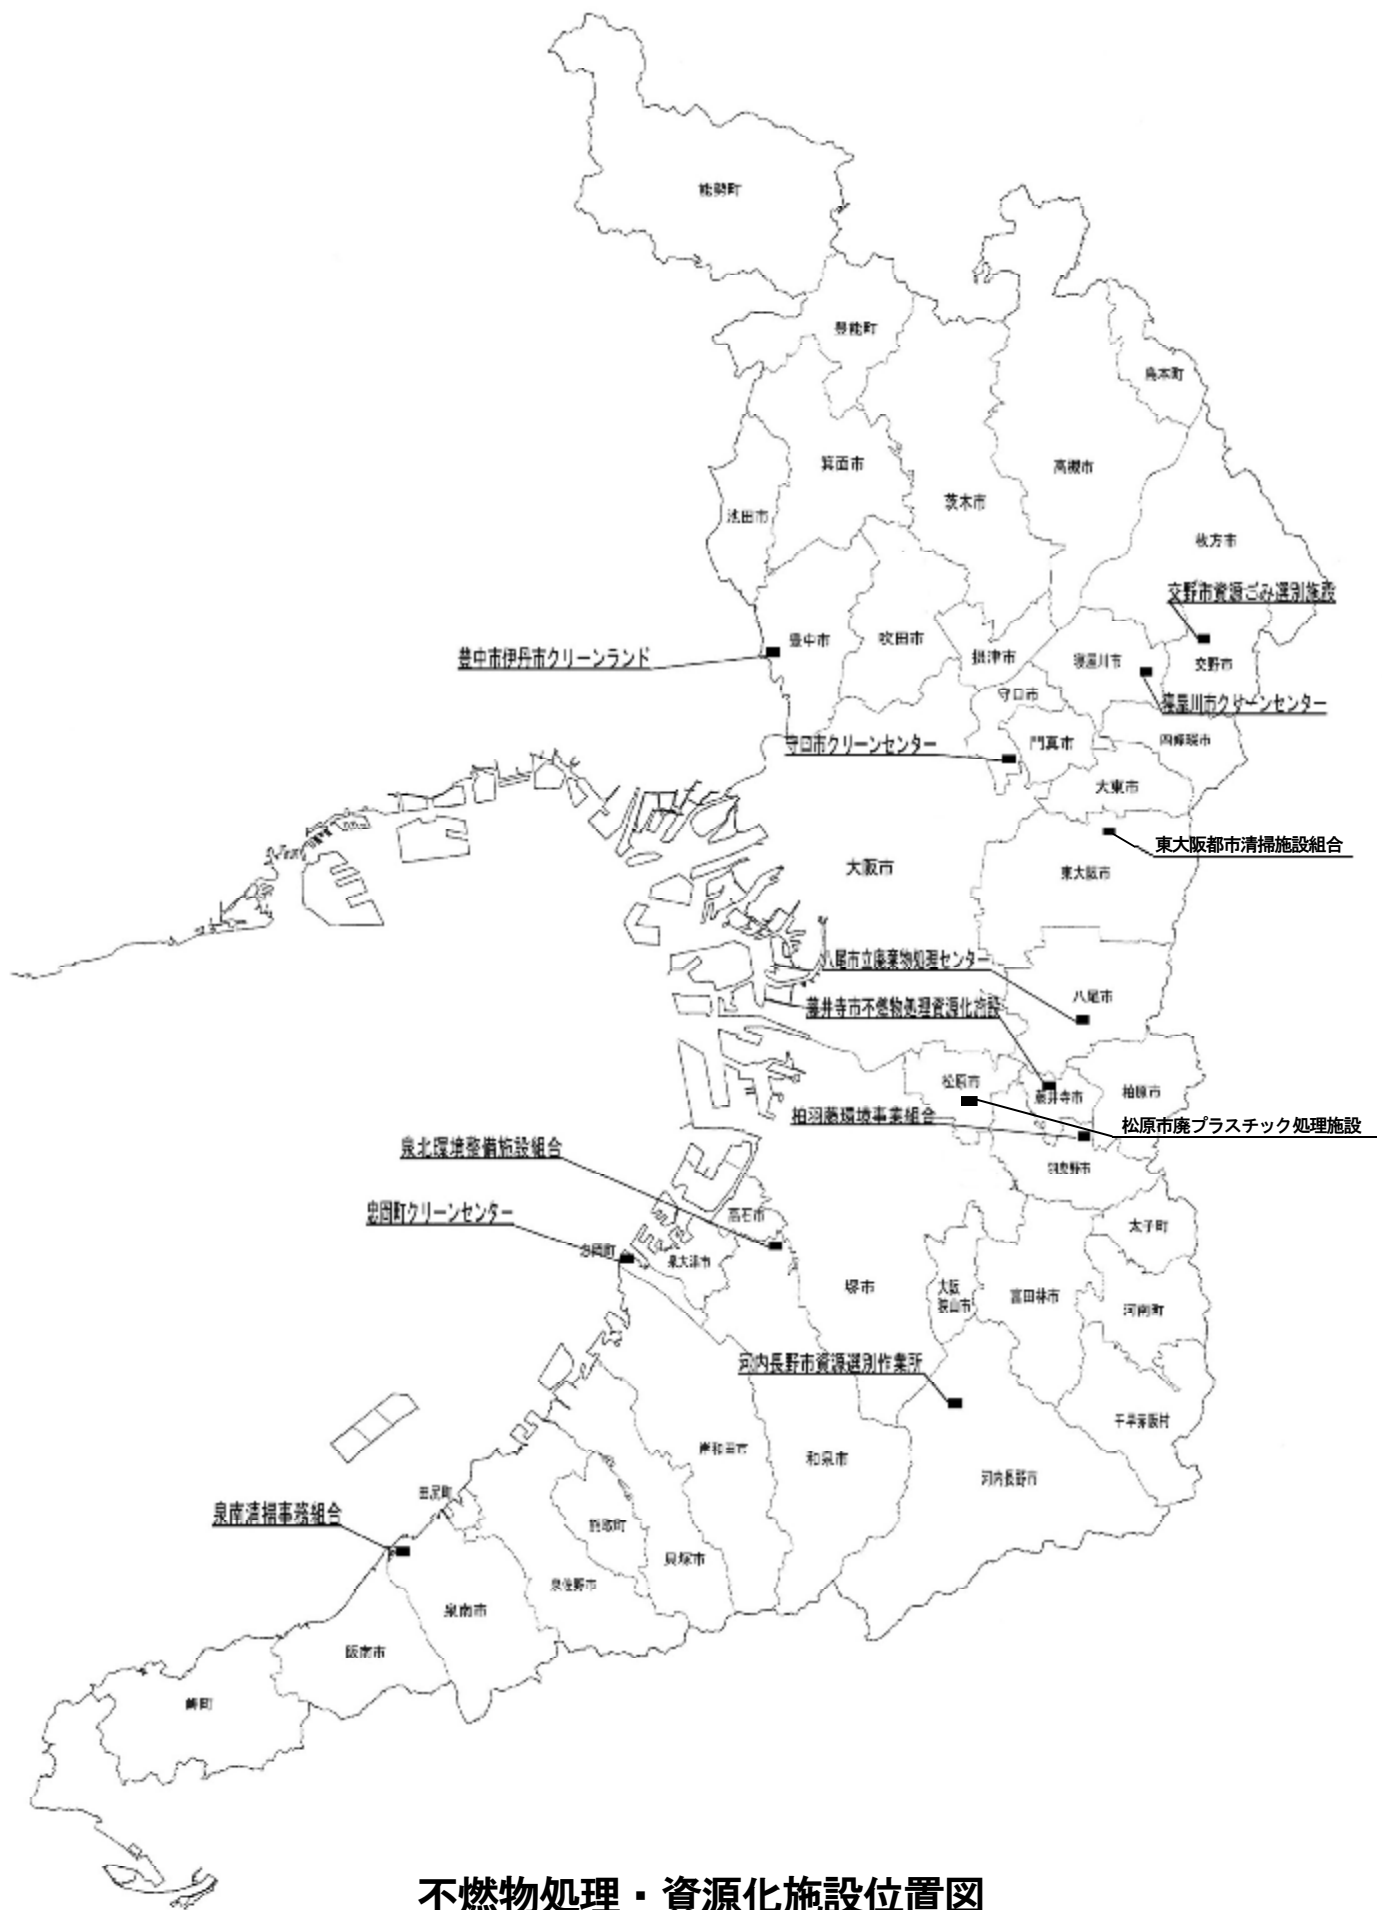 能勢町
豊能町
島本町
箕面市
高槻市
茨木市
池田市
枚方市
交野市資源ごみ選別施設
豊中市
吹田市
摂津市
寝屋川市
交野市
豊中市伊丹市クリーンランド
守口市
寝屋川市クリーンセンター
守口市クリーンセンター
門真市
四條畷市
大東市
東大阪都市清掃施設組合
大阪市
東大阪市
八尾市立廃棄物処理センター
八尾市
藤井寺市不燃物処理資源化施設
松原市
藤井寺市
柏原市
柏羽藤環境事業組合
松原市廃プラスチック処理施設
泉北環境整備施設組合
羽曳野市
忠岡町クリーンセンター
高石市
太子町
忠岡町
泉大津市
堺市
大阪
狭山市
富田林市
河南町
河内長野市資源選別作業所
千早赤阪村
岸和田市
和泉市
河内長野市
田尻町
泉南清掃事務組合
熊取町
貝塚市
泉佐野市
泉南市
阪南市
岬町
不燃物処理・資源化施設位置図